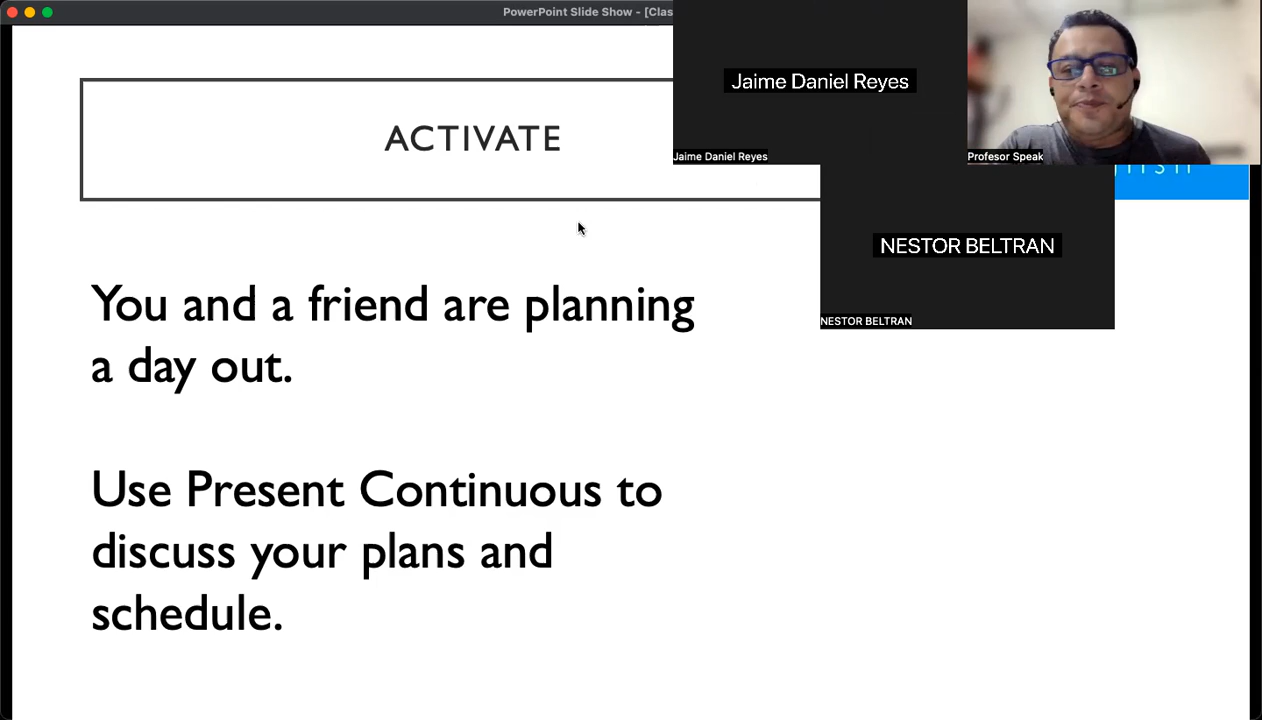 PowerPoint Slide Show - [Clas
Jaime Daniel Reyes
Jaime Daniel Reyes
Profesor Speak
ACTIVATE
NESTOR BELTRAN
NESTOR BELTRAN
You and a friend are planning
a day out.
Use Present Continuous to
discuss your plans and
schedule.